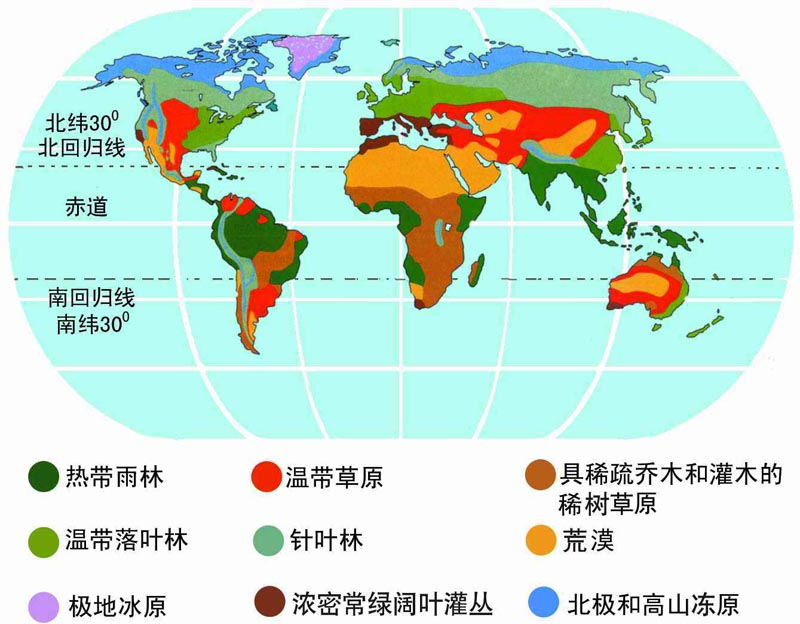 北纬30⁰
北回归线
赤道
南回归线
南纬30⁰
热带雨林
温带草原
具稀疏乔木和灌木的
稀树草原
温带落叶林
针叶林
荒漠
极地冰原
浓密常绿阔叶灌丛
北极和高山冻原